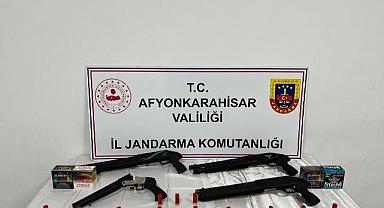 T.C.
AFYONKARAHİSAR
VALİLİĞİ
İL JANDARMA KOMUTANLIĞI